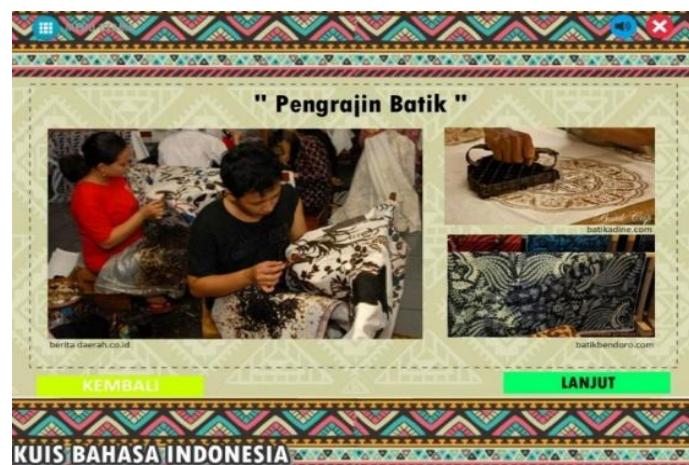 " Pengrajin Batik "
batikadine.com
berita daerah.co.id
batikbendoro.com
KEMBALI
LANJUT
KUIS BAHASA INDONESIA